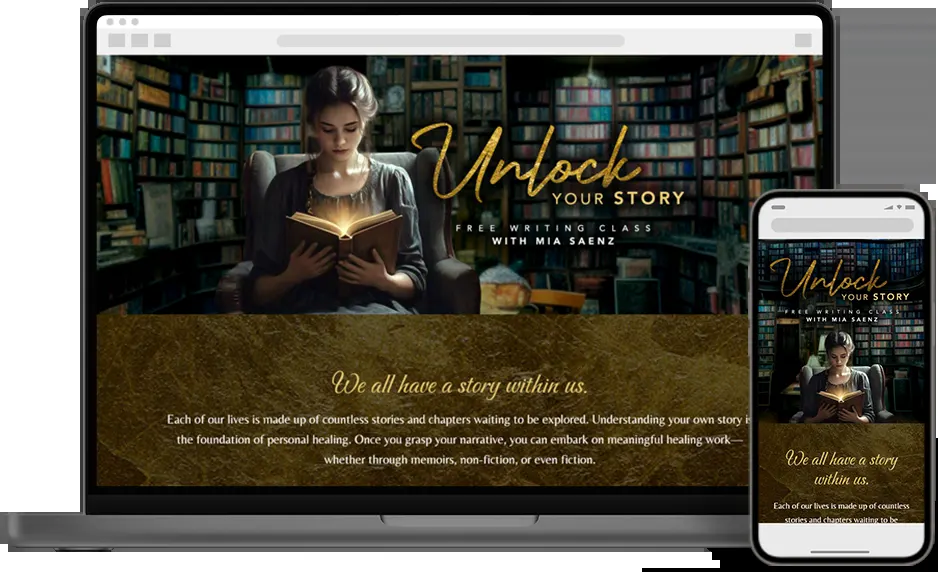 Unlock
YOUR STORY
FREE WRITING CLASS
WITH MIA SAENZ
We all have a story within us.
Each of our lives is made up of countless stories and chapters waiting to be explored. Understanding your own story is
the foundation of personal healing. Once you grasp your narrative, you can embark on meaningful healing work—
whether through memoirs, non-fiction, or even fiction.
Unlock
YOUR STORY
FREE WRITING CLASS
WITH MIA SAENZ
We all have a story
within us.
Each of our lives is made up of countless
stories and chapters waiting to be